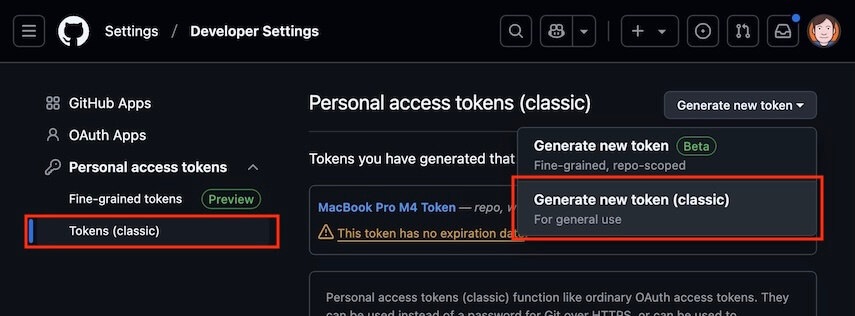 Settings / Developer Settings
GitHub Apps
OAuth Apps
Personal access tokens
Fine-grained tokens Preview
Tokens (classic)
Personal access tokens (classic)
Generate new token
Generate new token Beta
Fine-grained, repo-scoped
Generate new token (classic)
For general use
Tokens you have generated that
MacBook Pro M4 Token — repo, w
This token has no expiration date.
Personal access tokens (classic) function like ordinary OAuth access tokens. They
can be used instead of a password for Git over HTTPS, or can be used to